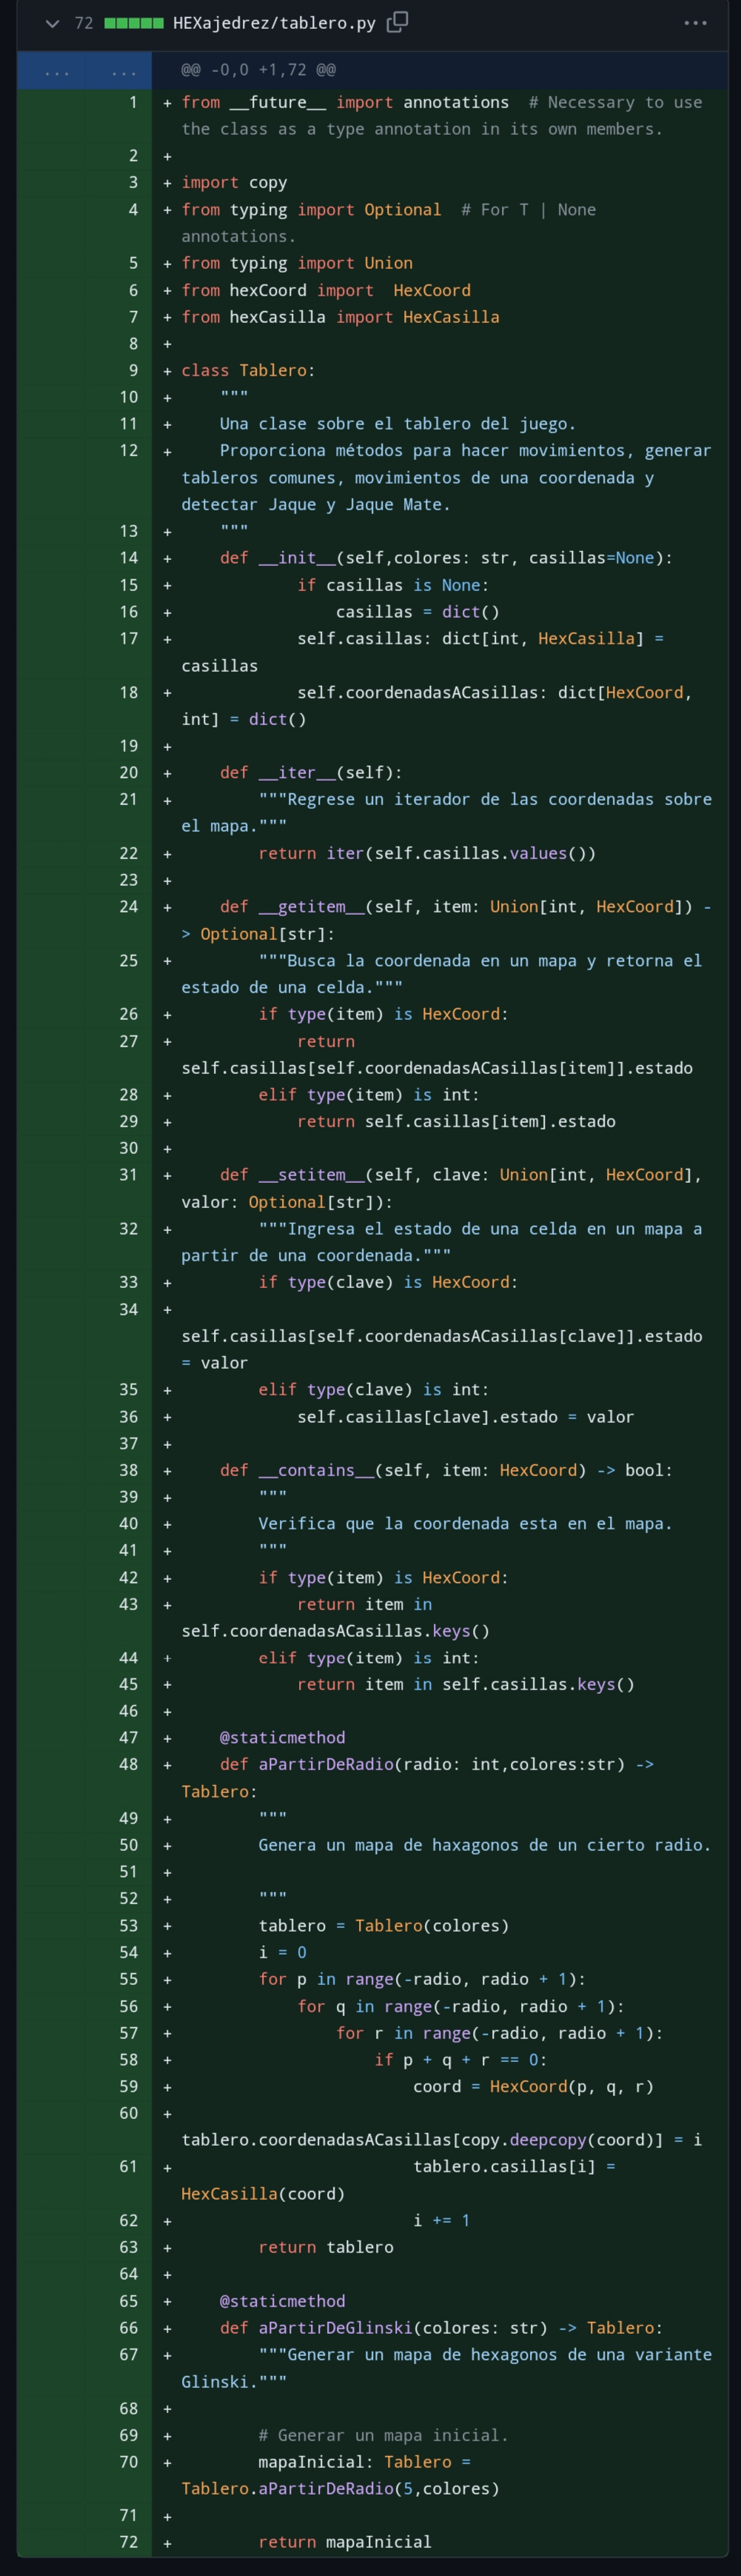 72 HEXajedrez/tablero.py ...
... ... @@ -0,0 +1,72 @@
1 + from __future__ import annotations  # Necessary to use
the class as a type annotation in its own members.
2 +
3 + import copy
4 + from typing import Optional  # For T | None
annotations.
5 + from typing import Union
6 + from hexCoord import  HexCoord
7 + from hexCasilla import HexCasilla
8 +
9 + class Tablero:
10 +     """
11 +     Una clase sobre el tablero del juego.
12 +     Proporciona métodos para hacer movimientos, generar
tableros comunes, movimientos de una coordenada y
detectar Jaque y Jaque Mate.
13 +     """
14 +     def __init__(self,colores: str, casillas=None):
15 +             if casillas is None:
16 +                 casillas = dict()
17 +             self.casillas: dict[int, HexCasilla] =
casillas
18 +             self.coordenadasACasillas: dict[HexCoord,
int] = dict()
19 +
20 +     def __iter__(self):
21 +         """Regrese un iterador de las coordenadas sobre
el mapa."""
22 +         return iter(self.casillas.values())
23 +
24 +     def __getitem__(self, item: Union[int, HexCoord]) -
> Optional[str]:
25 +         """Busca la coordenada en un mapa y retorna el
estado de una celda."""
26 +         if type(item) is HexCoord:
27 +             return
self.casillas[self.coordenadasACasillas[item]].estado
28 +         elif type(item) is int:
29 +             return self.casillas[item].estado
30 +
31 +     def __setitem__(self, clave: Union[int, HexCoord],
valor: Optional[str]):
32 +         """Ingresa el estado de una celda en un mapa a
partir de una coordenada."""
33 +         if type(clave) is HexCoord:
34 +
self.casillas[self.coordenadasACasillas[clave]].estado
= valor
35 +         elif type(clave) is int:
36 +             self.casillas[clave].estado = valor
37 +
38 +     def __contains__(self, item: HexCoord) -> bool:
39 +         """
40 +         Verifica que la coordenada esta en el mapa.
41 +         """
42 +         if type(item) is HexCoord:
43 +             return item in
self.coordenadasACasillas.keys()
44 +         elif type(item) is int:
45 +             return item in self.casillas.keys()
46 +
47 +     @staticmethod
48 +     def aPartirDeRadio(radio: int,colores:str) ->
Tablero:
49 +         """
50 +         Genera un mapa de haxagonos de un cierto radio.
51 +
52 +         """
53 +         tablero = Tablero(colores)
54 +         i = 0
55 +         for p in range(-radio, radio + 1):
56 +             for q in range(-radio, radio + 1):
57 +                 for r in range(-radio, radio + 1):
58 +                     if p + q + r == 0:
59 +                         coord = HexCoord(p, q, r)
60 +
tablero.coordenadasACasillas[copy.deepcopy(coord)] = i
61 +                         tablero.casillas[i] =
HexCasilla(coord)
62 +                         i += 1
63 +         return tablero
64 +
65 +     @staticmethod
66 +     def aPartirDeGlinski(colores: str) -> Tablero:
67 +         """Generar un mapa de hexagonos de una variante
Glinski."""
68 +
69 +         # Generar un mapa inicial.
70 +         mapaInicial: Tablero =
Tablero.aPartirDeRadio(5,colores)
71 +
72 +         return mapaInicial